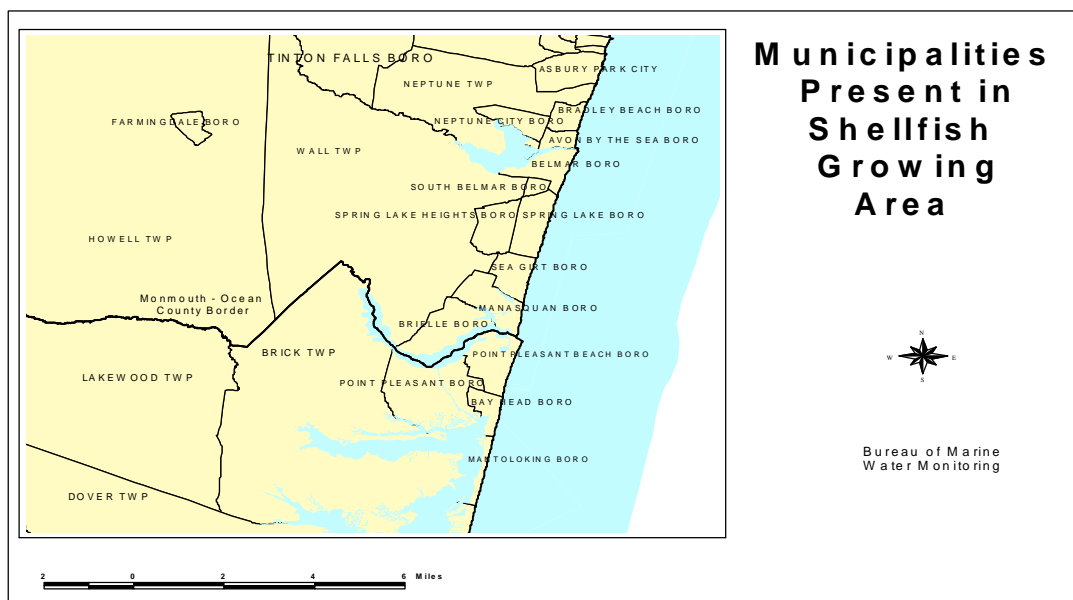 Municipalities
Present in
Shellfish
Growing
Area
TINTON FALLS BORO
ASBURY PARK CITY
NEPTUNE TWP
BRADLEY BEACH BORO
FARMINGDALE BORO
NEPTUNE CITY BORO
AVON BY THE SEA BORO
WALL TWP
BELMAR BORO
SOUTH BELMAR BORO
SPRING LAKE HEIGHTS BORO
SPRING LAKE BORO
HOWELL TWP
SEA GIRT BORO
Monmouth - Ocean
County Border
MANASQUAN BORO
BRIELLE BORO
BRICK TWP
POINT PLEASANT BEACH BORO
LAKEWOOD TWP
POINT PLEASANT BORO
BAY HEAD BORO
MANTOLOKING BORO
DOVER TWP
N
W E
S
Bureau of Marine
Water Monitoring
2 0 2 4 6 Miles